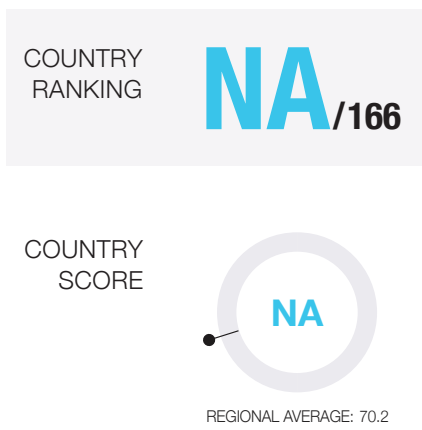 COUNTRY
RANKING
NA/166
COUNTRY
SCORE
NA
REGIONAL AVERAGE: 70.2